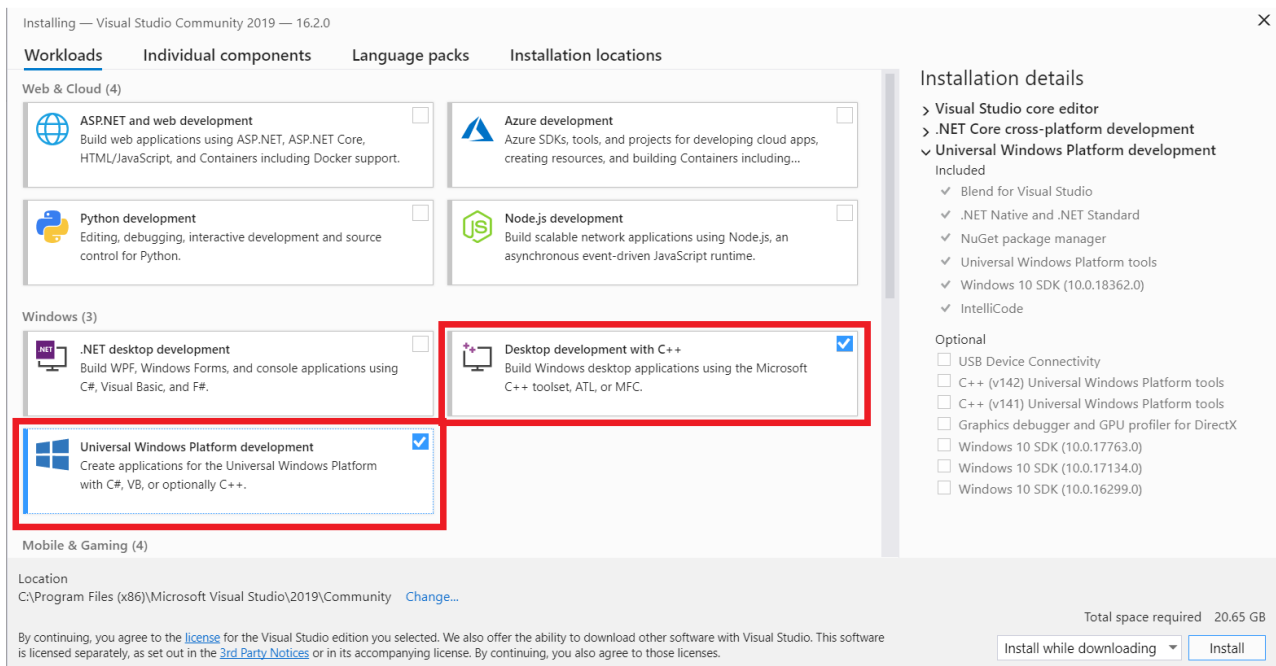 Installing — Visual Studio Community 2019 — 16.2.0
Workloads
Individual components
Language packs
Installation locations
Web & Cloud (4)
ASP.NET and web development
Build web applications using ASP.NET, ASP.NET Core,
HTML/JavaScript, and Containers including Docker support.
Azure development
Azure SDKs, tools, and projects for developing cloud apps,
creating resources, and building Containers including...
Python development
Editing, debugging, interactive development and source
control for Python.
JS
Node.js development
Build scalable network applications using Node.js, an
asynchronous event-driven JavaScript runtime.
Windows (3)
.NET
.NET desktop development
Build WPF, Windows Forms, and console applications using
C#, Visual Basic, and F#.
Desktop development with C++
Build Windows desktop applications using the Microsoft
C++ toolset, ATL, or MFC.
Universal Windows Platform development
Create applications for the Universal Windows Platform
with C#, VB, or optionally C++.
Mobile & Gaming (4)
Installation details
Visual Studio core editor
.NET Core cross-platform development
Universal Windows Platform development
Included
Blend for Visual Studio
.NET Native and .NET Standard
NuGet package manager
Universal Windows Platform tools
Windows 10 SDK (10.0.18362.0)
IntelliCode
Optional
USB Device Connectivity
C++ (v142) Universal Windows Platform tools
C++ (v141) Universal Windows Platform tools
Graphics debugger and GPU profiler for DirectX
Windows 10 SDK (10.0.17763.0)
Windows 10 SDK (10.0.17134.0)
Windows 10 SDK (10.0.16299.0)
Location
C:\Program Files (x86)\Microsoft Visual Studio\2019\Community Change...
Total space required 20.65 GB
By continuing, you agree to the license for the Visual Studio edition you selected. We also offer the ability to download other software with Visual Studio. This software
is licensed separately, as set out in the 3rd Party Notices or in its accompanying license. By continuing, you also agree to those licenses.
Install while downloading
Install